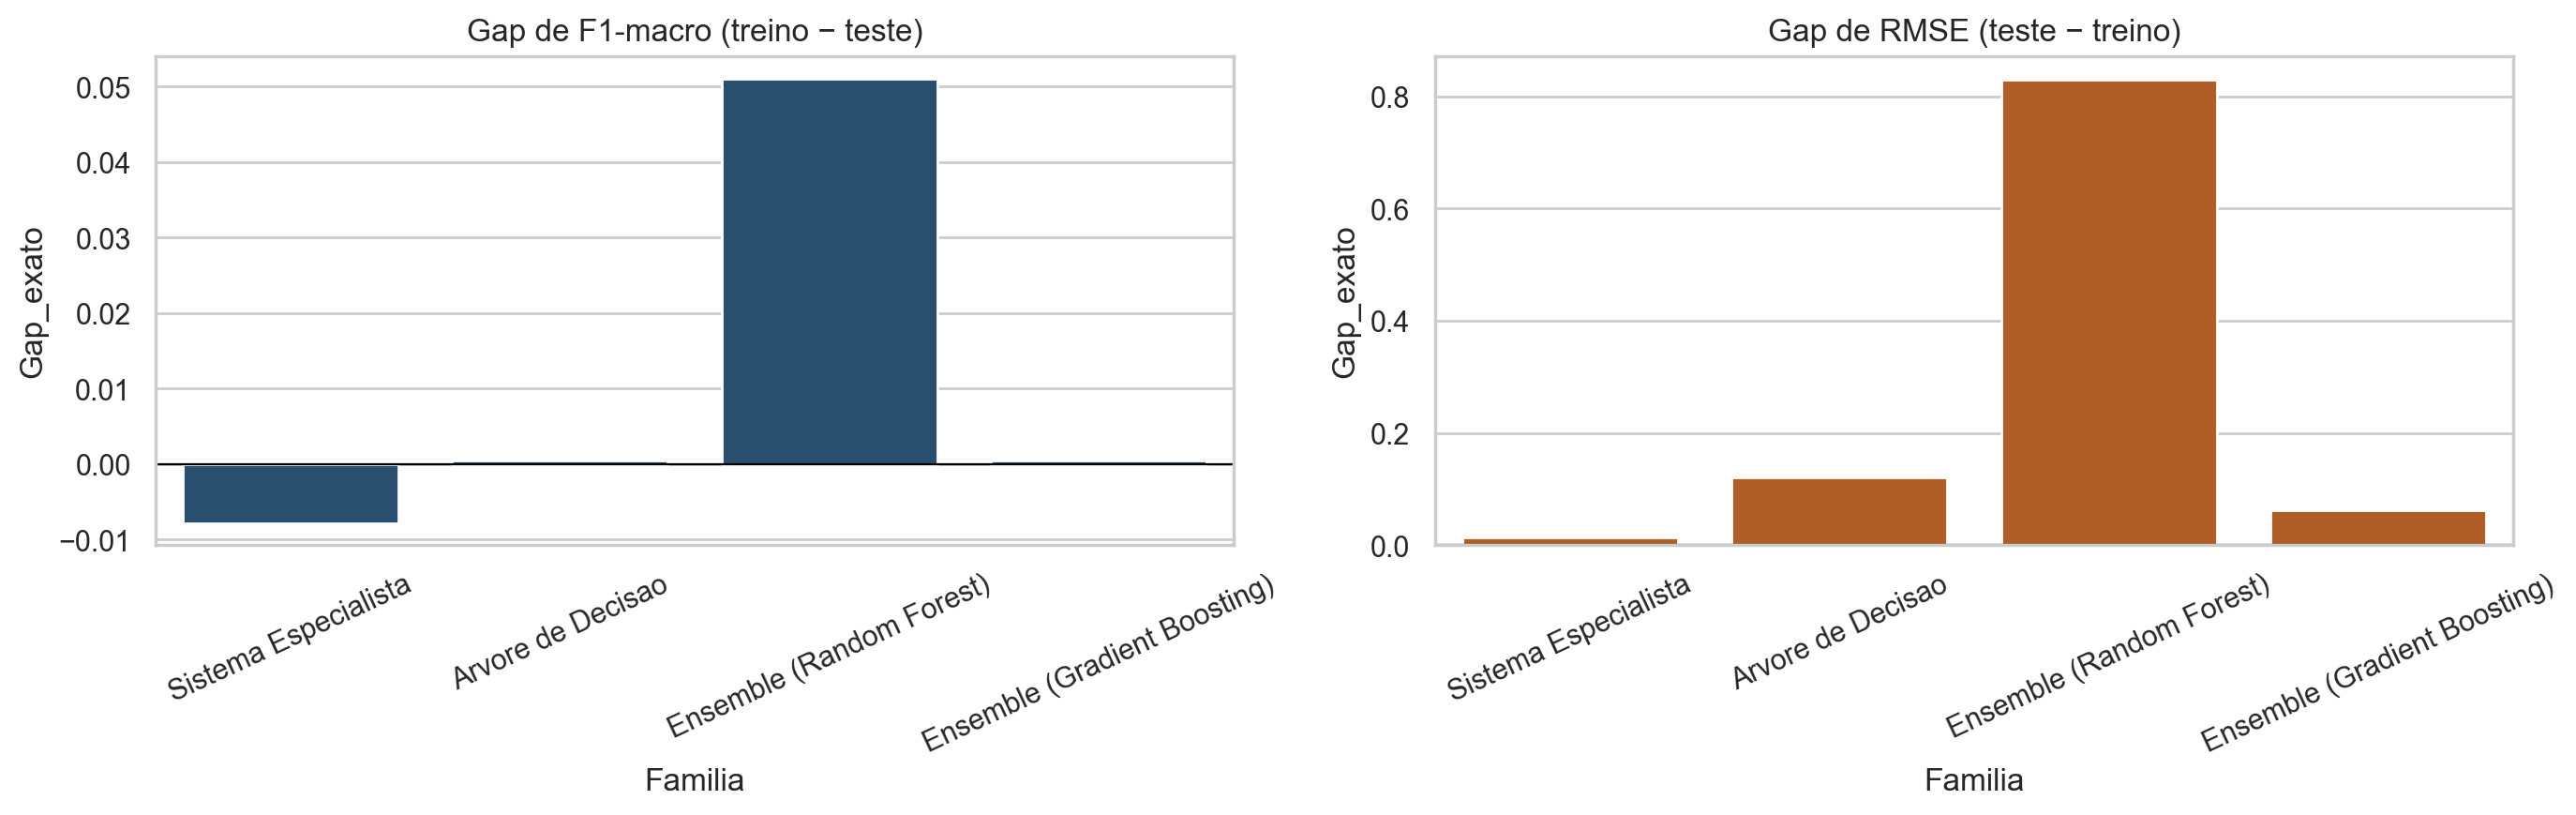 Gap de F1-macro (treino − teste)
Gap_exato
0.05
0.04
0.03
0.02
0.01
0.00
−0.01
Sistema Especialista
Arvore de Decisao
Ensemble (Random Forest)
Ensemble (Gradient Boosting)
Familia
Gap de RMSE (teste − treino)
Gap_exato
0.8
0.6
0.4
0.2
0.0
Sistema Especialista
Arvore de Decisao
Ensemble (Random Forest)
Ensemble (Gradient Boosting)
Familia